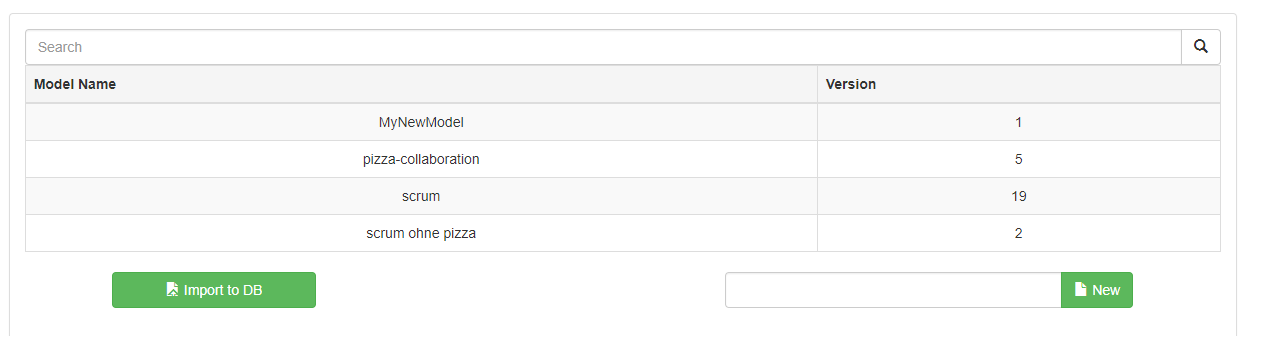 Search
Model Name Version
MyNewModel 1
pizza-collaboration 5
scrum 19
scrum ohne pizza 2
Import to DB New